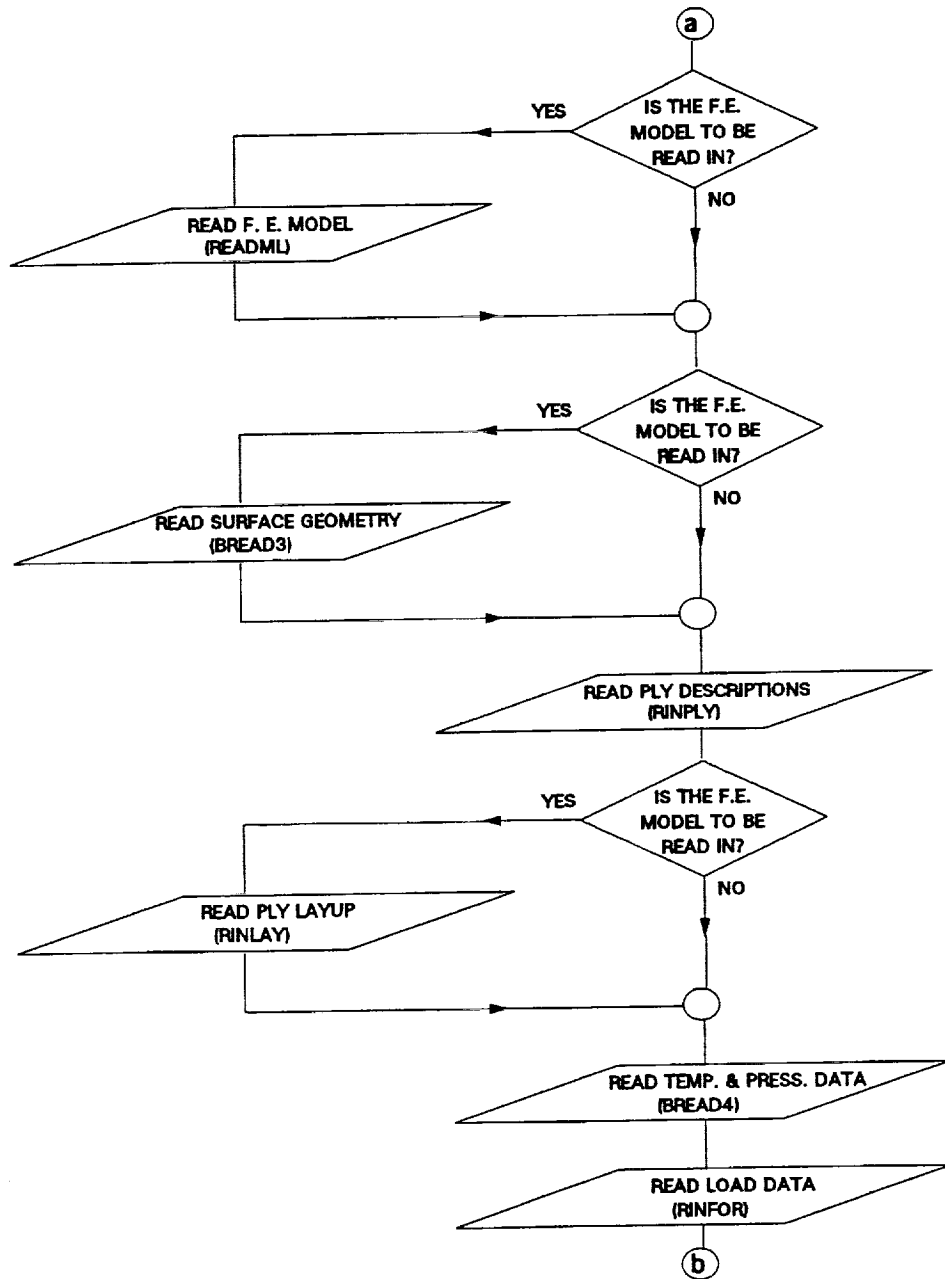 a
IS THE F.E.
MODEL TO BE
READ IN?
YES
NO
READ F. E. MODEL
(READML)
IS THE F.E.
MODEL TO BE
READ IN?
YES
NO
READ SURFACE GEOMETRY
(BREAD3)
READ PLY DESCRIPTIONS
(RINPLY)
IS THE F.E.
MODEL TO BE
READ IN?
YES
NO
READ PLY LAYUP
(RINLAY)
READ TEMP. & PRESS. DATA
(BREAD4)
READ LOAD DATA
(RINFOR)
b